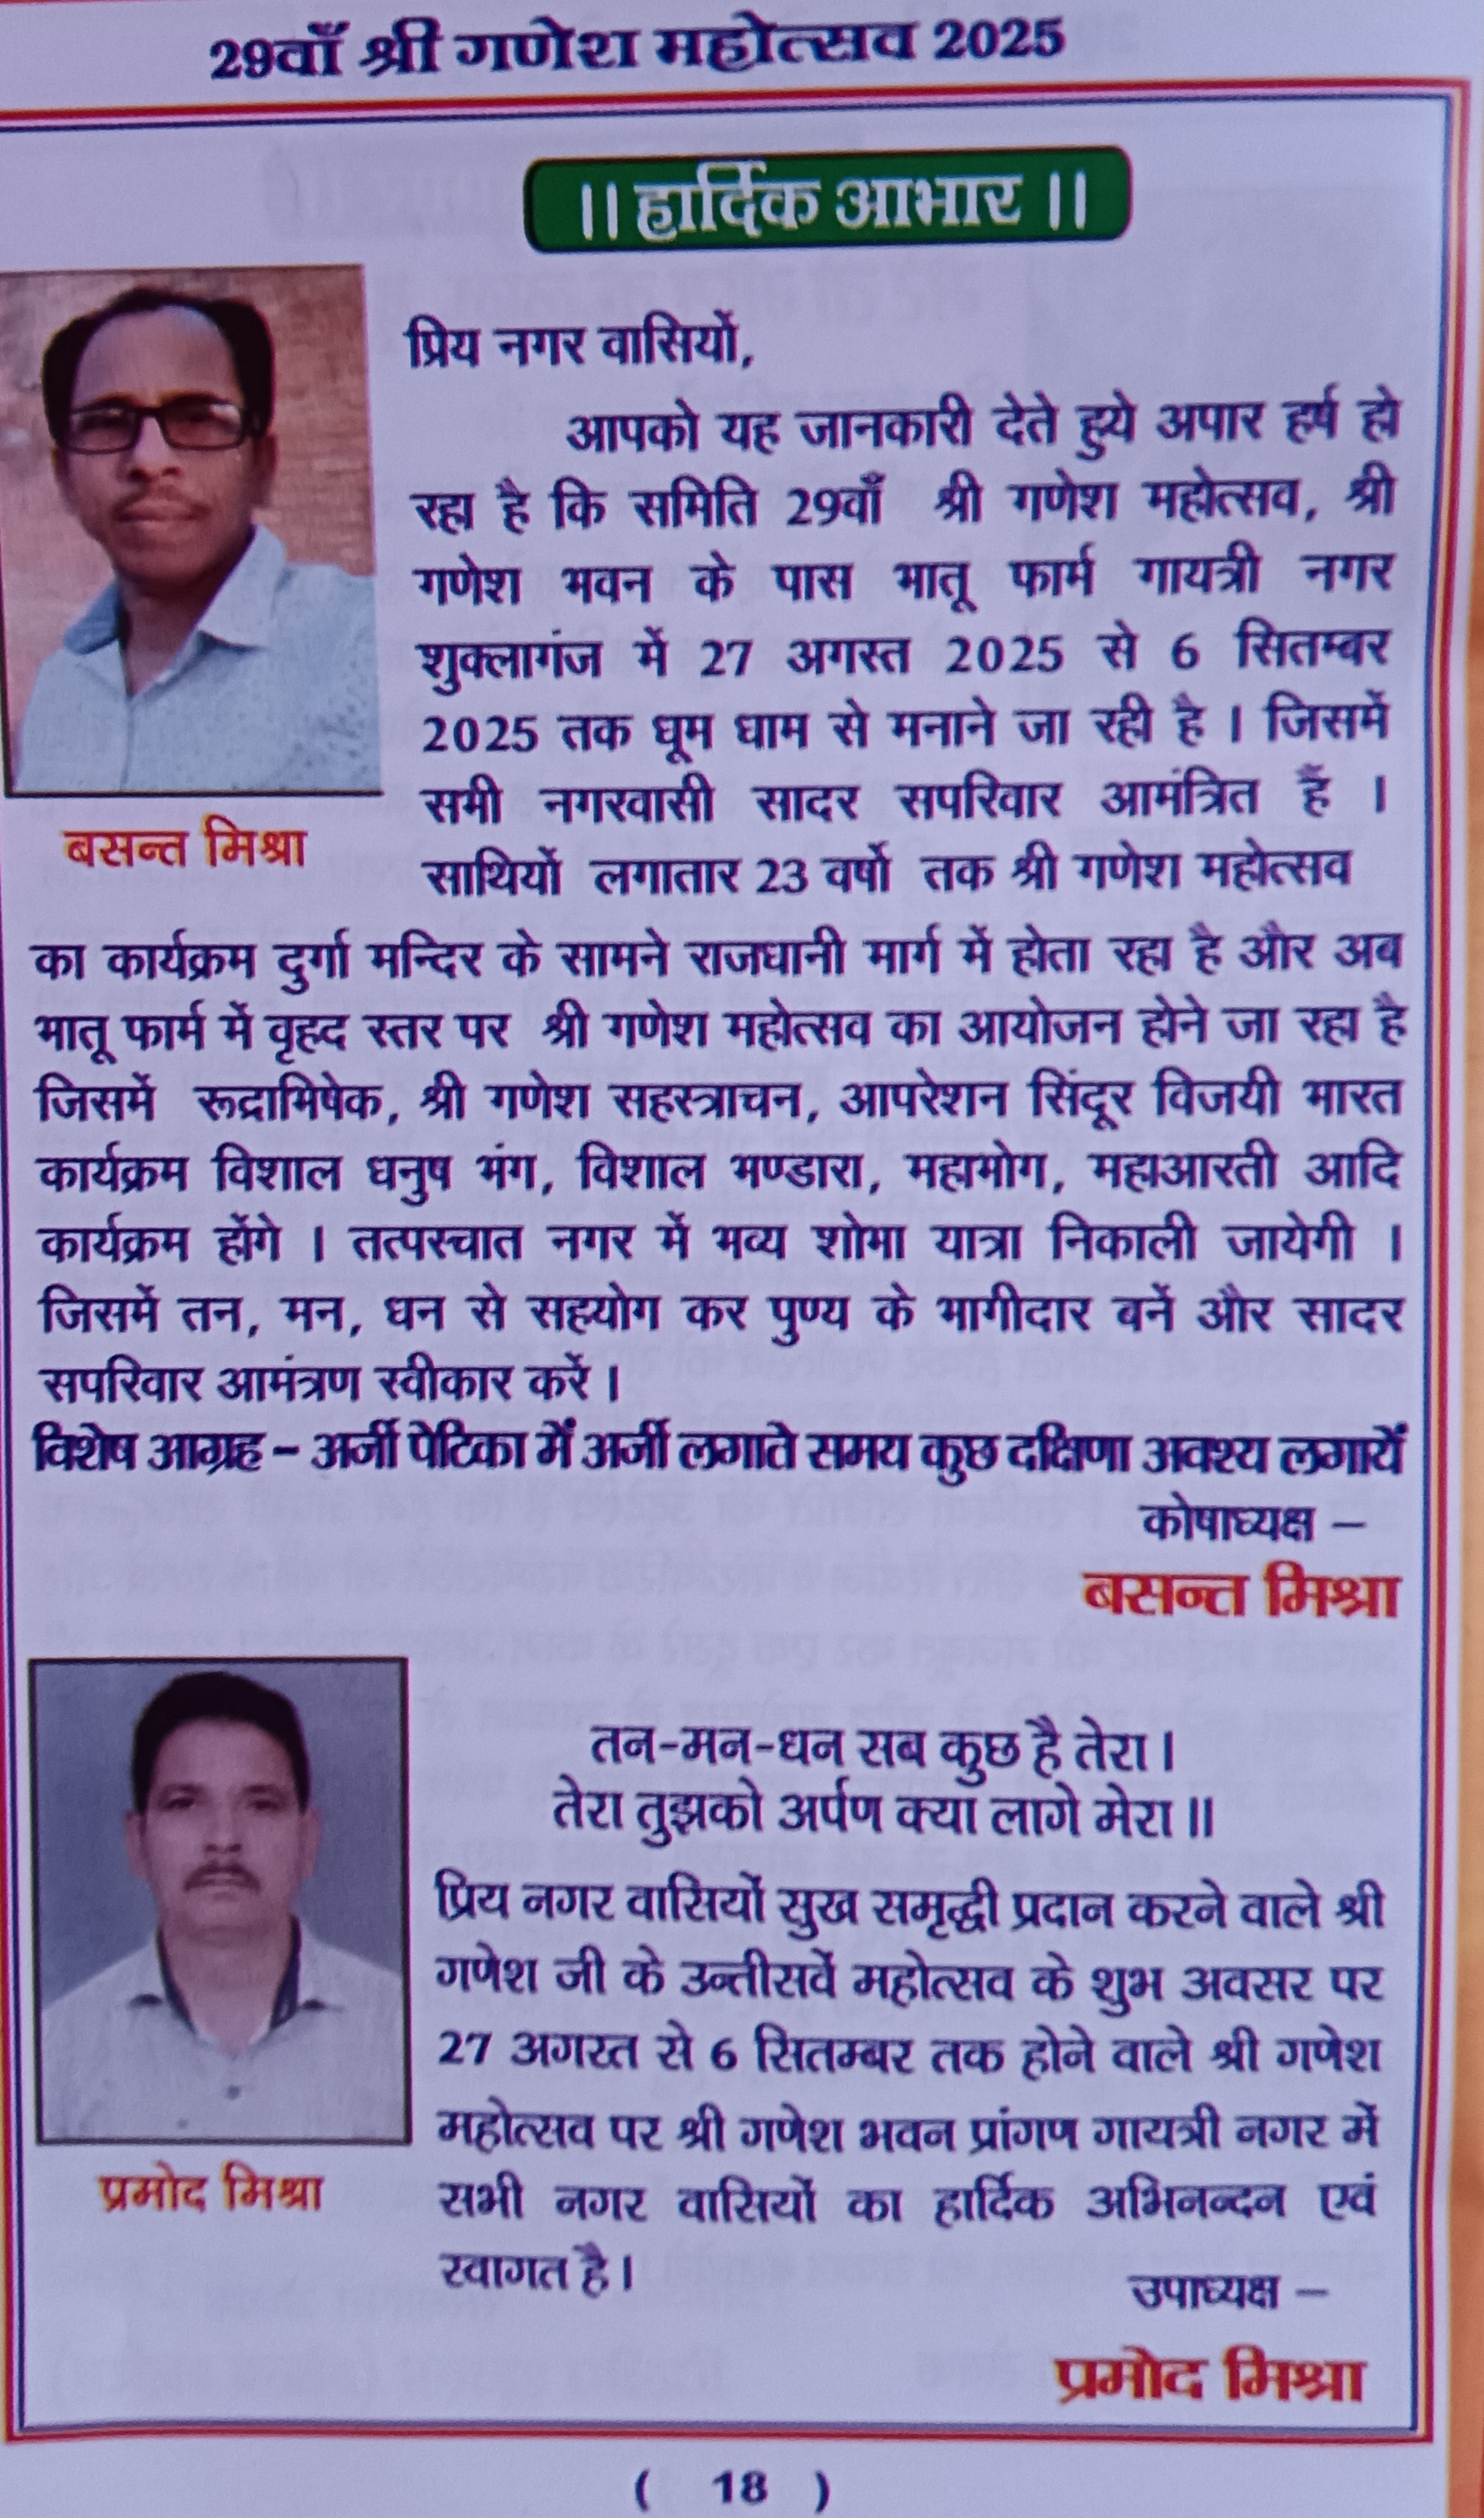 29वाँ श्री गणेश महोत्सव 2025
।। हार्दिक आभार ।।
प्रिय नगर वासियों,
आपको यह जानकारी देते हुये अपार हर्ष हो
रहा है कि समिति 29वाँ श्री गणेश महोत्सव, श्री
गणेश भवन के पास भातू फार्म गायत्री नगर
शुक्लागंज में 27 अगस्त 2025 से 6 सितम्बर
2025 तक धूम धाम से मनाने जा रही है । जिसमें
सभी नगरवासी सादर सपरिवार आमंत्रित हैं ।
साथियों लगातार 23 वर्षो तक श्री गणेश महोत्सव
बसन्त मिश्रा
का कार्यक्रम दुर्गा मन्दिर के सामने राजधानी मार्ग में होता रहा है और अब
भातू फार्म में वृहद स्तर पर श्री गणेश महोत्सव का आयोजन होने जा रहा है
जिसमें रूद्राभिषेक, श्री गणेश सहस्त्राचन, आपरेशन सिंदूर विजयी भारत
कार्यक्रम विशाल धनुष भंग, विशाल भण्डारा, महाभोग, महाआरती आदि
कार्यक्रम होंगे । तत्पस्चात नगर में भव्य शोभा यात्रा निकाली जायेगी ।
जिसमें तन, मन, धन से सहयोग कर पुण्य के भागीदार बनें और सादर
सपरिवार आमंत्रण स्वीकार करें ।
विशेष आग्रह – अर्जी पेटिका में अर्जी लगाते समय कुछ दक्षिणा अवश्य लगायें
कोषाध्यक्ष –
बसन्त मिश्रा
तन-मन-धन सब कुछ है तेरा ।
तेरा तुझको अर्पण क्या लागे मेरा ॥
प्रिय नगर वासियों सुख समृद्धी प्रदान करने वाले श्री
गणेश जी के उन्तीसवें महोत्सव के शुभ अवसर पर
27 अगस्त से 6 सितम्बर तक होने वाले श्री गणेश
महोत्सव पर श्री गणेश भवन प्रांगण गायत्री नगर में
सभी नगर वासियों का हार्दिक अभिनन्दन एवं
स्वागत है ।
प्रमोद मिश्रा
उपाध्यक्ष –
प्रमोद मिश्रा
( 18 )